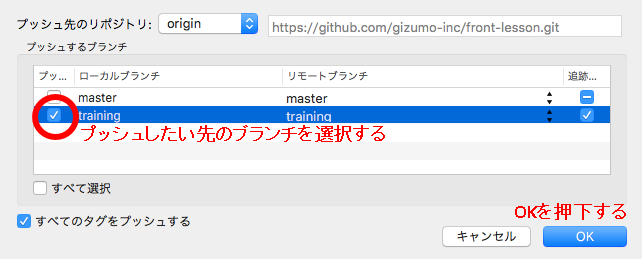 プッシュ先のリポジトリ: origin https://github.com/gizumo-inc/front-lesson.git
プッシュするブランチ
プッ... ローカルブランチ リモートブランチ 追跡...
master master
training training
プッシュしたい先のブランチを選択する
すべて選択
OKを押下する
すべてのタグをプッシュする
キャンセル OK